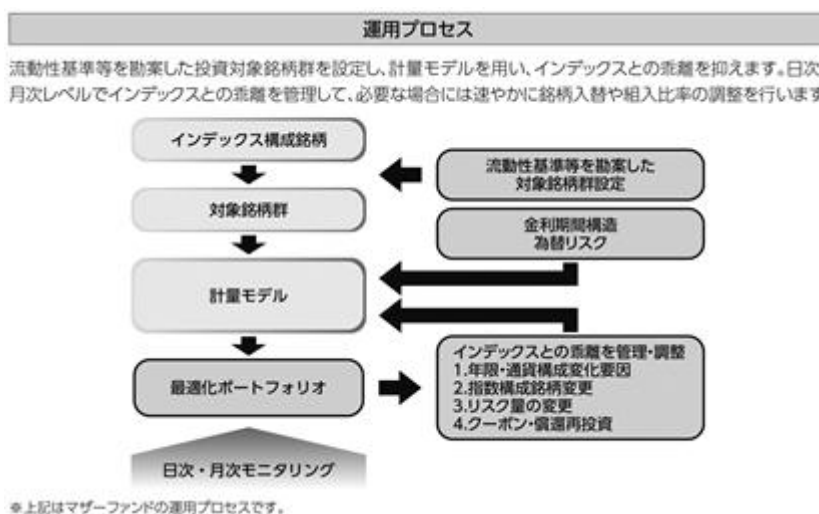 運用プロセス
流動性基準等を勘案した投資対象銘柄群を設定し、計量モデルを用い、インデックスとの乖離を抑えます。日次
月次レベルでインデックスとの乖離を管理して、必要な場合には速やかに銘柄入替や組入比率の調整を行います
インデックス構成銘柄
流動性基準等を勘案した
対象銘柄群設定
対象銘柄群
金利期間構造
為替リスク
計量モデル
インデックスとの乖離を管理・調整
1.年限・通貨構成変化要因
2.指数構成銘柄変更
3.リスク量の変更
4.クーポン・償還再投資
最適化ポートフォリオ
日次・月次モニタリング
※上記はマザーファンドの運用プロセスです。